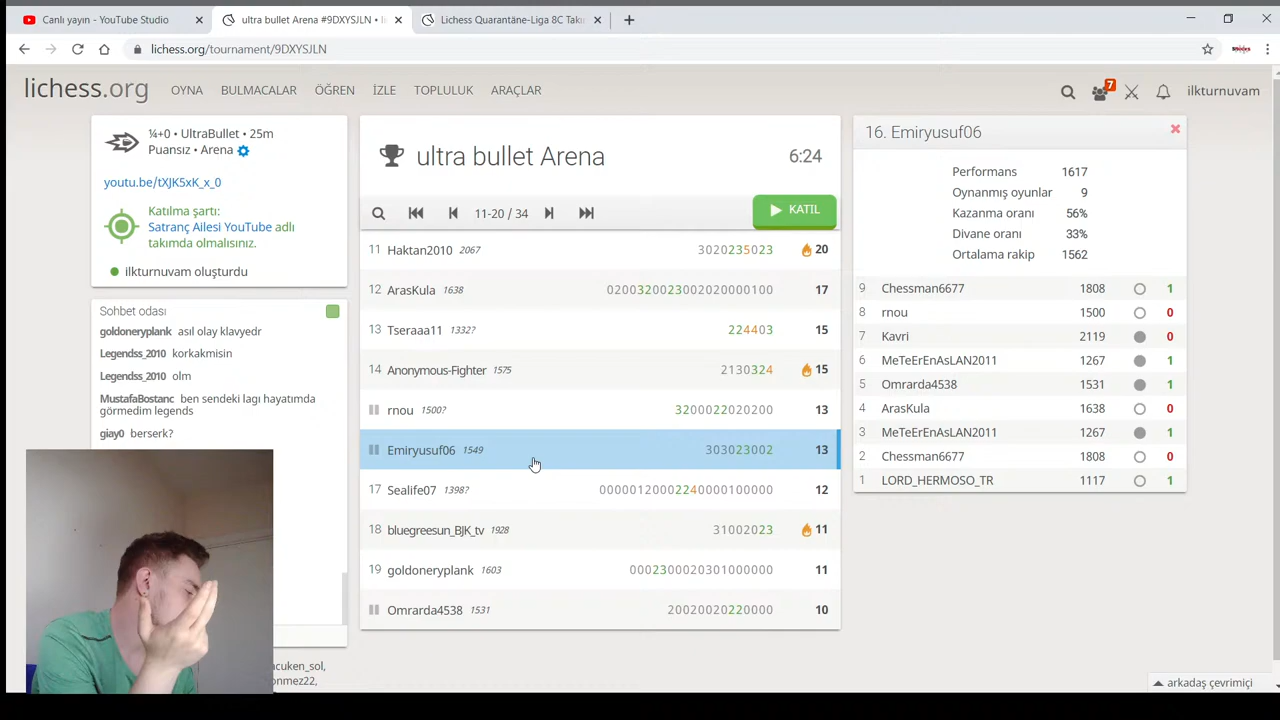 Canlı yayın - YouTube Studio
ultra bullet Arena #9DXYSJLN •
Lichess Quarantäne-Liga 8C Takı
lichess.org/tournament/9DXYSJLN
lichess.org OYNA BULMACALAR ÖĞREN İZLE TOPLULUK ARAÇLAR 7 ilkturnuvam
¼+0 • UltraBullet • 25m
Puansız • Arena
youtu.be/tXJK5xK_x_0
Katılma şartı:
Satranç Ailesi YouTube adlı
takımda olmalısınız.
ilkturnuvam oluşturdu
Sohbet odası
goldoneryplank asıl olay klavyedr
Legendss_2010 korkakmisin
Legendss_2010 olm
MustafaBostanc ben sendeki lagı hayatımda
görmedim legends
giay0 berserk?
acuken_sol,
nmez22,
ultra bullet Arena 6:24
11-20 / 34 KATIL
11 Haktan2010 2067 3020235023 20
12 ArasKula 1638 02003200230020200000100 17
13 Tseraaa11 1332? 224403 15
14 Anonymous-Fighter 1575 2130324 15
rnou 1500? 320002202020​0 13
Emiryusuf06 1549 303023002 13
17 Sealife07 1398? 0000012000224000010​0000 12
18 bluegreesun_BJK_tv 1928 31002023 11
19 goldoneryplank 1603 0002300020301000000 11
Omrarda4538 1531 20020020220000 10
16. Emiryusuf06
Performans 1617
Oynanmış oyunlar 9
Kazanma oranı 56%
Divane oranı 33%
Ortalama rakip 1562
9 Chessman6677 1808 1
8 rnou 1500 0
7 Kavri 2119 0
6 MeTeErEnAsLAN2011 1267 1
5 Omrarda4538 1531 1
4 ArasKula 1638 0
3 MeTeErEnAsLAN2011 1267 1
2 Chessman6677 1808 0
1 LORD_HERMOSO_TR 1117 1
arkadaş çevrimiçi